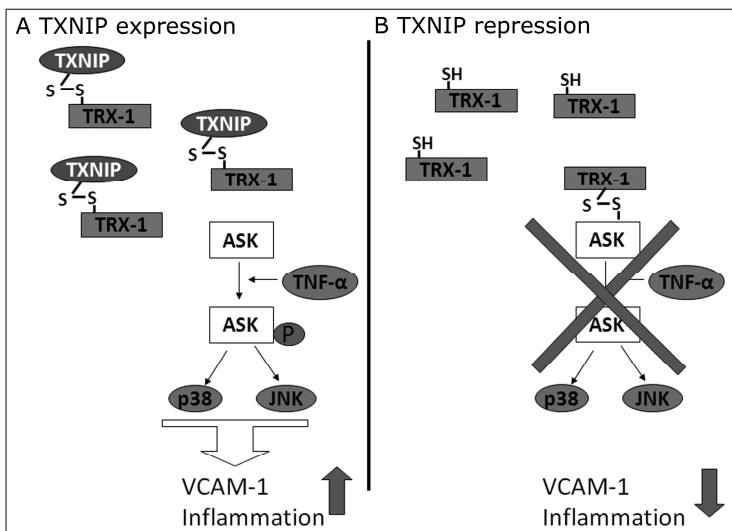 A TXNIP expression
TXNIP
S-S
TRX-1
TXNIP
S-S
TRX-1
TXNIP
S-S
TRX-1
ASK
TNF-α
ASK
P
p38
JNK
VCAM-1
Inflammation
B TXNIP repression
SH
TRX-1
SH
TRX-1
SH
TRX-1
TRX-1
S-S
ASK
TNF-α
ASK
p38
JNK
VCAM-1
Inflammation